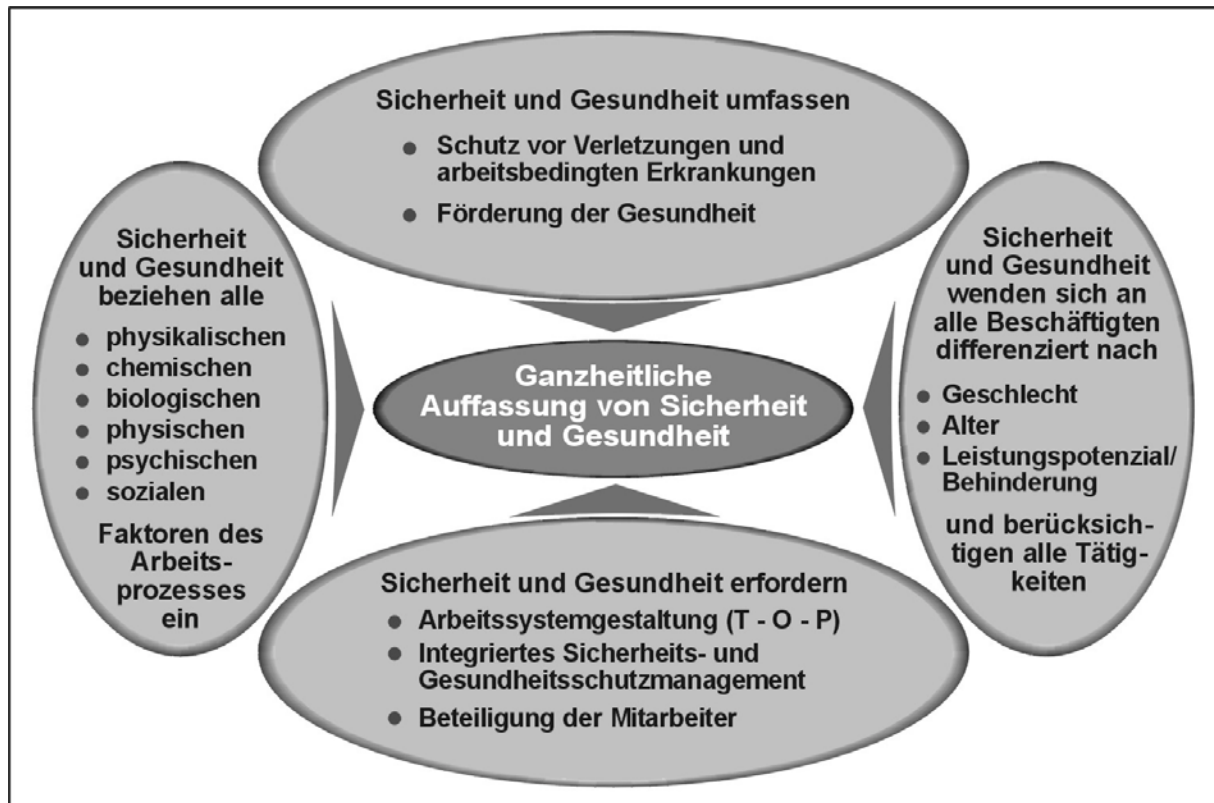 Sicherheit und Gesundheit umfassen
● Schutz vor Verletzungen und
arbeitsbedingten Erkrankungen
● Förderung der Gesundheit
Sicherheit
und Gesundheit
beziehen alle
● physikalischen
● chemischen
● biologischen
● physischen
● psychischen
● sozialen
Faktoren des
Arbeits-
prozesses
ein
Ganzheitliche
Auffassung von Sicherheit
und Gesundheit
Sicherheit
und Gesundheit
wenden sich an
alle Beschäftigten
differenziert nach
● Geschlecht
● Alter
● Leistungspotenzial/
Behinderung
und berücksich-
tigen alle Tätig-
keiten
Sicherheit und Gesundheit erfordern
● Arbeitssystemgestaltung (T - O - P)
● Integriertes Sicherheits- und
Gesundheitsschutzmanagement
● Beteiligung der Mitarbeiter